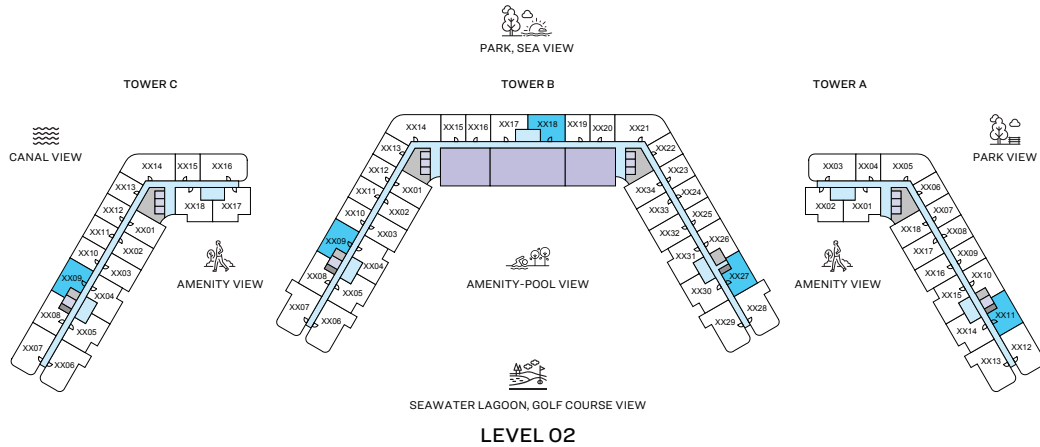 PARK, SEA VIEW
TOWER C
TOWER B
TOWER A
CANAL VIEW
PARK VIEW
XX14
XX15
XX16
XX13
XX12
XX11
XX10
XX09
XX08
XX07
XX06
XX05
XX04
XX03
XX02
XX01
XX18
XX17
AMENITY VIEW
XX14
XX15
XX16
XX17
XX18
XX19
XX20
XX21
XX13
XX12
XX11
XX10
XX09
XX08
XX07
XX06
XX05
XX04
XX03
XX02
XX01
XX22
XX23
XX24
XX25
XX26
XX27
XX28
XX29
XX30
XX31
XX32
XX33
XX34
AMENITY-POOL VIEW
XX03
XX04
XX05
XX02
XX01
XX06
XX07
XX08
XX09
XX10
XX11
XX12
XX13
XX14
XX15
XX16
XX17
XX18
AMENITY VIEW
SEAWATER LAGOON, GOLF COURSE VIEW
LEVEL 02